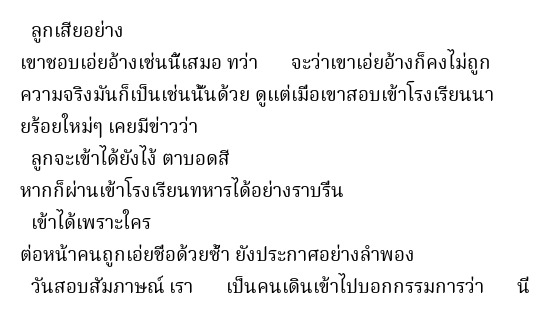 ลูกเสียอย่าง
เขาชอบเอ่ยอ้างเช่นนี้เสมอ ทว่า จะว่าเขาเอ่ยอ้างก็คงไม่ถูก
ความจริงมันก็เป็นเช่นนั้นด้วย ดูแต่เมื่อเขาสอบเข้าโรงเรียนนา
ยร้อยใหม่ๆ เคยมีข่าวว่า
ลูกจะเข้าได้ยังไง้ ตาบอดสี
หากก็ผ่านเข้าโรงเรียนทหารได้อย่างราบรื่น
เข้าได้เพราะใคร
ต่อหน้าคนถูกเอ่ยชื่อด้วยซ้ำ ยังประกาศอย่างลำพอง
วันสอบสัมภาษณ์ เรา เป็นคนเดินเข้าไปบอกกรรมการว่า นี่